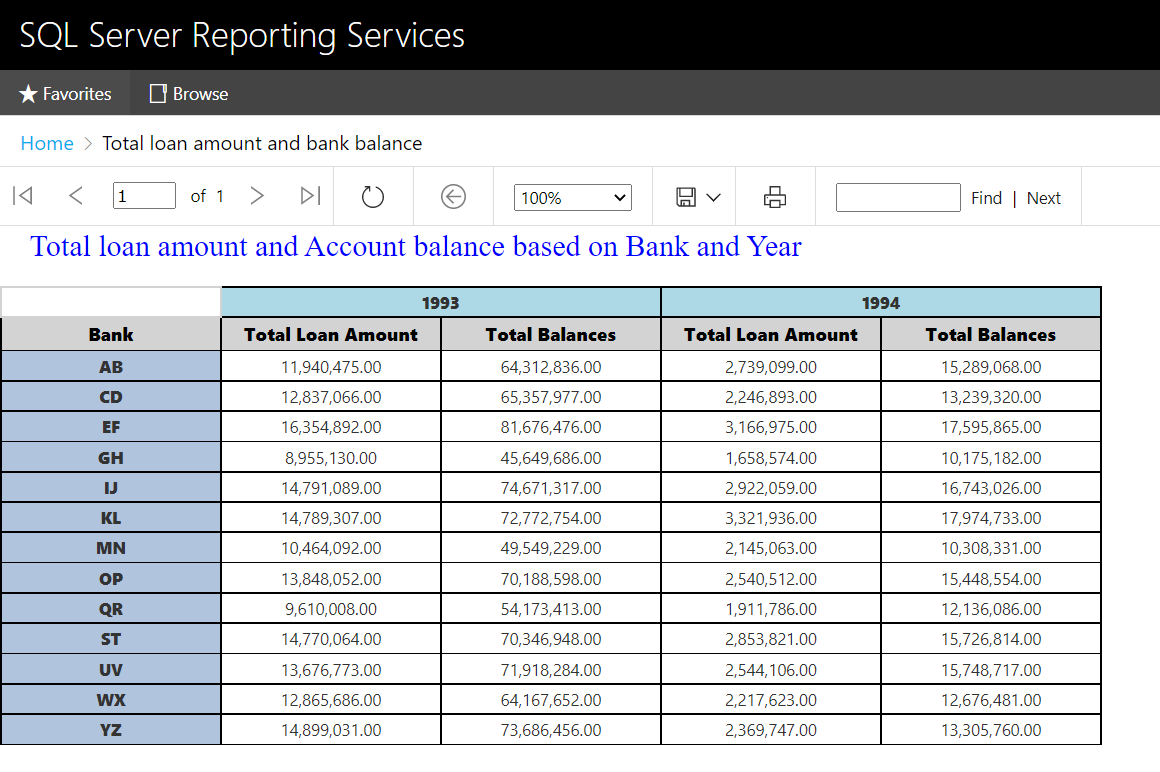 SQL Server Reporting Services
Favorites Browse
Home > Total loan amount and bank balance
1 of 1 100% Find | Next
Total loan amount and Account balance based on Bank and Year
1993 1994
Bank Total Loan Amount Total Balances Total Loan Amount Total Balances
AB 11,940,475.00 64,312,836.00 2,739,099.00 15,289,068.00
CD 12,837,066.00 65,357,977.00 2,246,893.00 13,239,320.00
EF 16,354,892.00 81,676,476.00 3,166,975.00 17,595,865.00
GH 8,955,130.00 45,649,686.00 1,658,574.00 10,175,182.00
IJ 14,791,089.00 74,671,317.00 2,922,059.00 16,743,026.00
KL 14,789,307.00 72,772,754.00 3,321,936.00 17,974,733.00
MN 10,464,092.00 49,549,229.00 2,145,063.00 10,308,331.00
OP 13,848,052.00 70,188,598.00 2,540,512.00 15,448,554.00
QR 9,610,008.00 54,173,413.00 1,911,786.00 12,136,086.00
ST 14,770,064.00 70,346,948.00 2,853,821.00 15,726,814.00
UV 13,676,773.00 71,918,284.00 2,544,106.00 15,748,717.00
WX 12,865,686.00 64,167,652.00 2,217,623.00 12,676,481.00
YZ 14,899,031.00 73,686,456.00 2,369,747.00 13,305,760.00